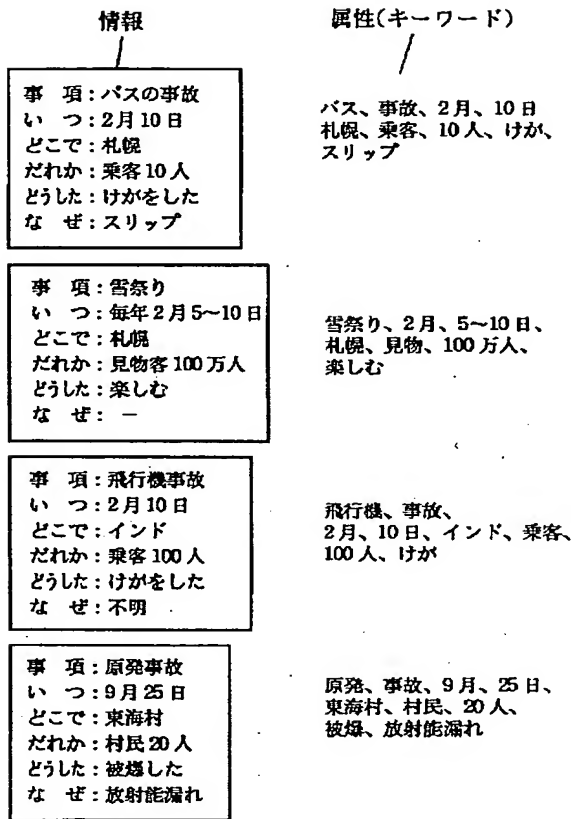 情報
属性(キーワード)
事　項：バスの事故
い　つ：2月10日
どこで：札幌
だれか：乗客10人
どうした：けがをした
な　ぜ：スリップ
バス、事故、2月、10日
札幌、乗客、10人、けが、
スリップ
事　項：雪祭り
い　つ：毎年2月5〜10日
どこで：札幌
だれか：見物客100万人
どうした：楽しむ
な　ぜ：　−
雪祭り、2月、5〜10日、
札幌、見物、100万人、
楽しむ
事　項：飛行機事故
い　つ：2月10日
どこで：インド
だれか：乗客100人
どうした：けがをした
な　ぜ：不明
飛行機、事故、
2月、10日、インド、乗客、
100人、けが
事　項：原発事故
い　つ：9月25日
どこで：東海村
だれか：村民20人
どうした：被爆した
な　ぜ：放射能漏れ
原発、事故、9月、25日、
東海村、村民、20人、
被爆、放射能漏れ